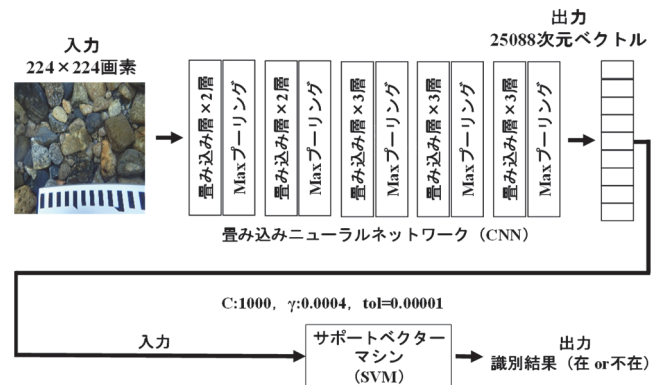 入力
224×224画素
出力
25088次元ベクトル
畳み込み層×2層
Maxプーリング
畳み込み層×2層
Maxプーリング
畳み込み層×3層
Maxプーリング
畳み込み層×3層
Maxプーリング
畳み込み層×3層
Maxプーリング
畳み込みニューラルネットワーク（CNN）
C:1000，γ:0.0004，tol=0.00001
入力
サポートベクター
マシン
（SVM）
出力
識別結果（在 or 不在）